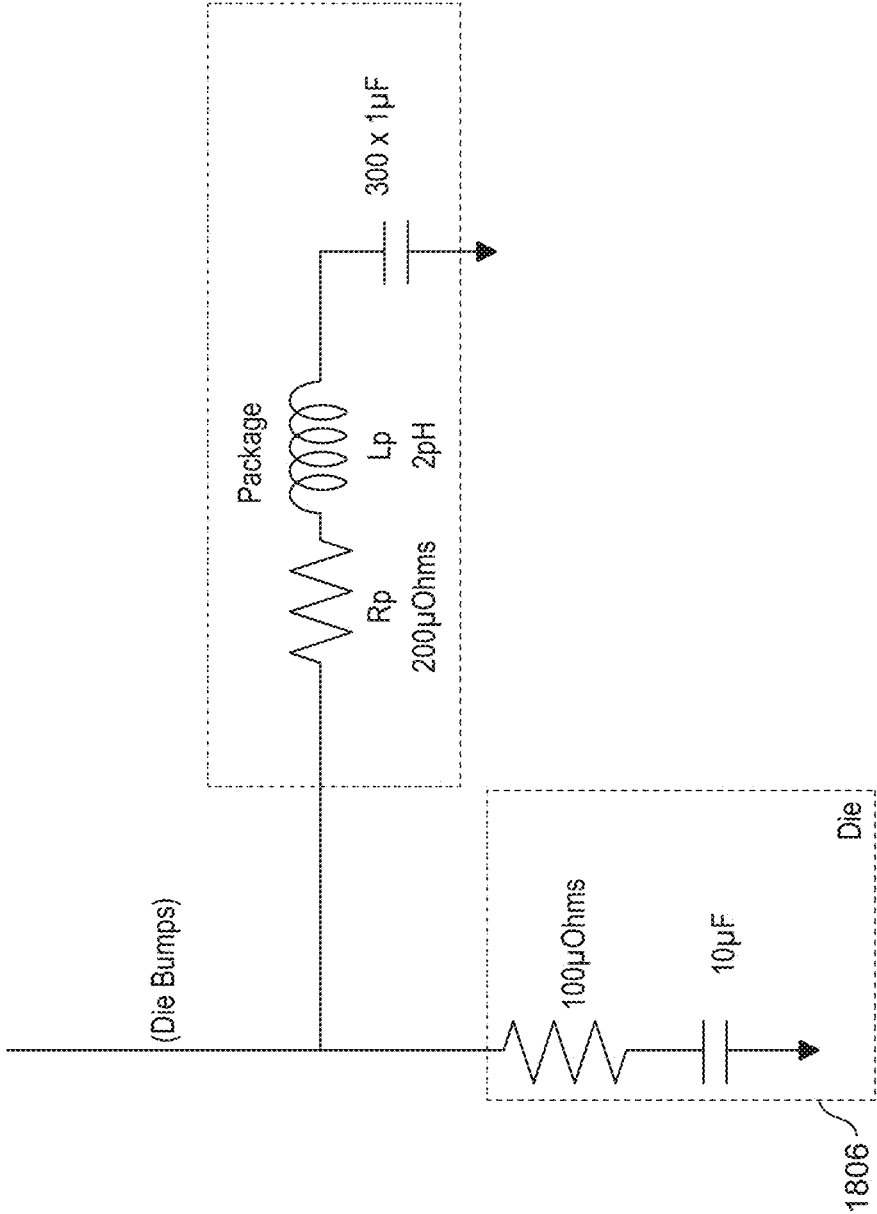 Package
Rp
200µOhms
Lp
2pH
300 x 1µF
(Die Bumps)
100µOhms
10µF
Die
1806